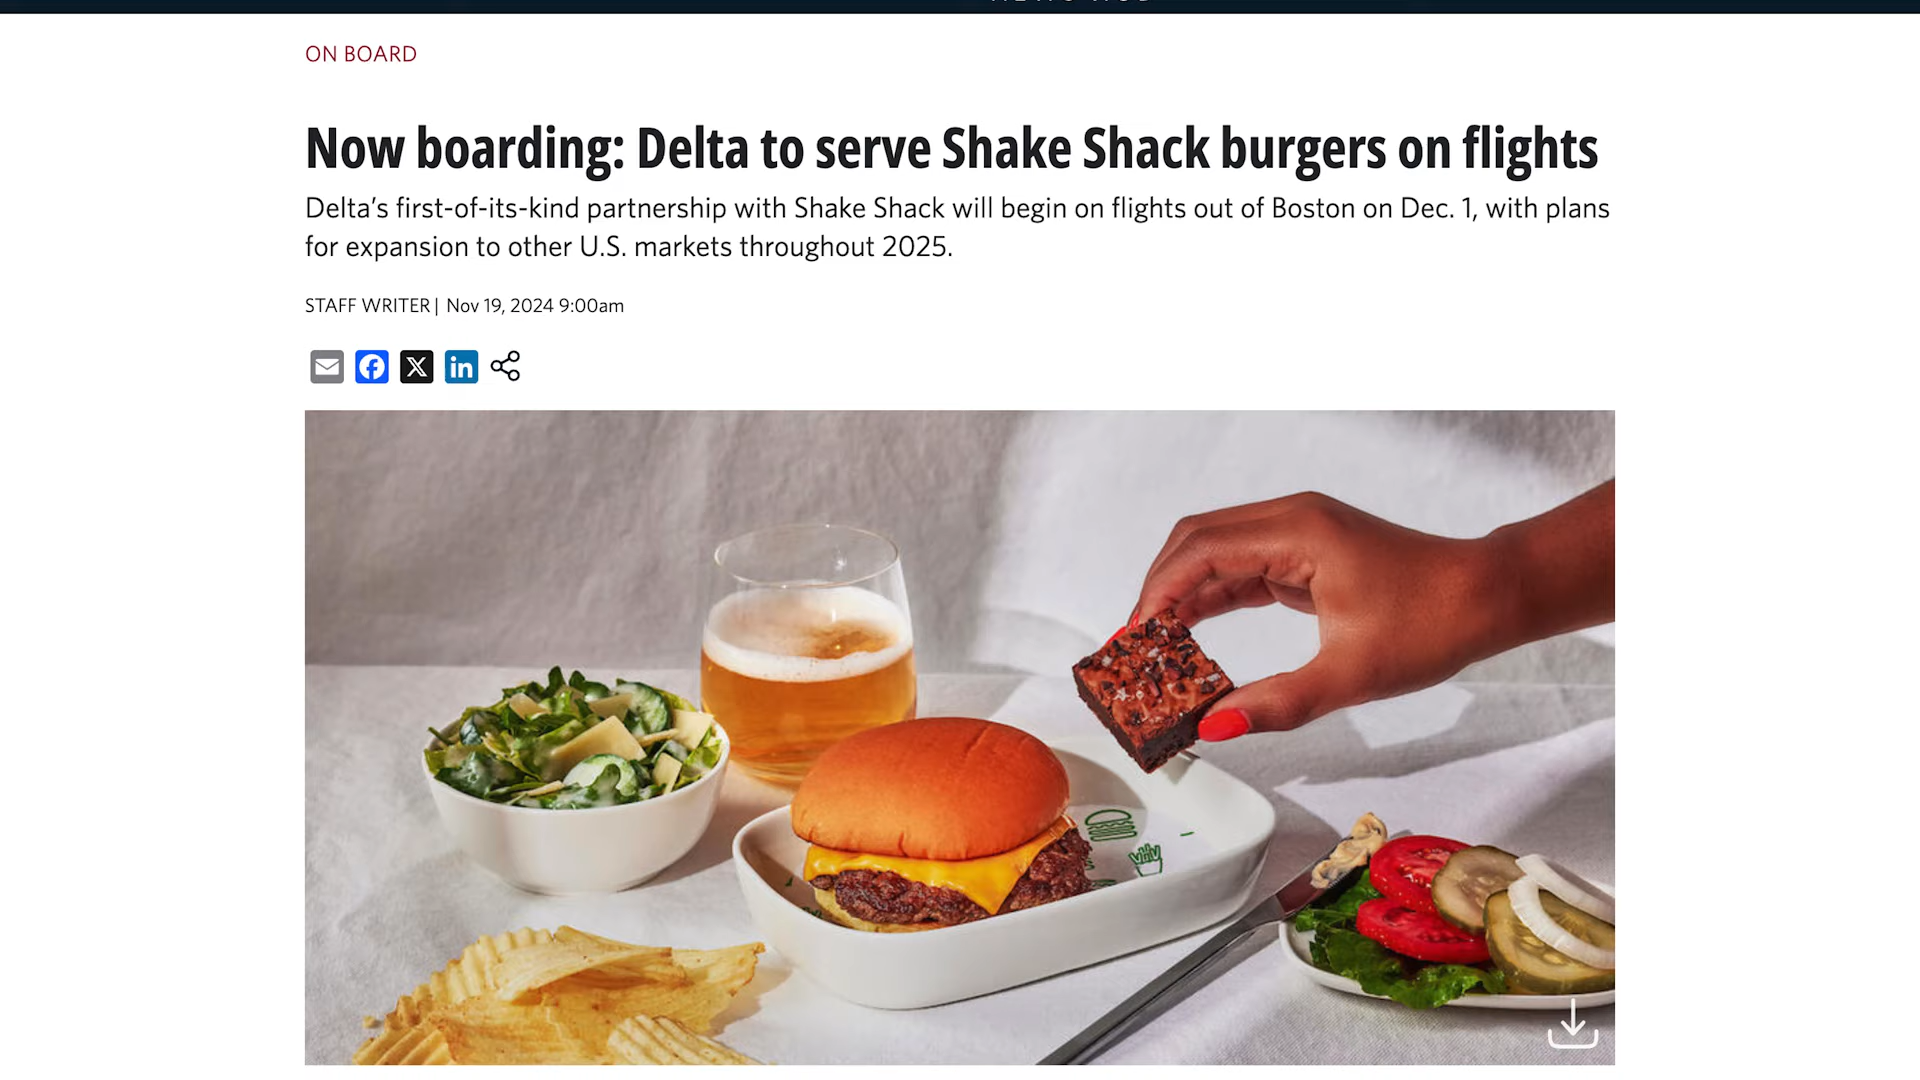 ON BOARD
Now boarding: Delta to serve Shake Shack burgers on flights
Delta’s first-of-its-kind partnership with Shake Shack will begin on flights out of Boston on Dec. 1, with plans
for expansion to other U.S. markets throughout 2025.
STAFF WRITER | Nov 19, 2024 9:00am